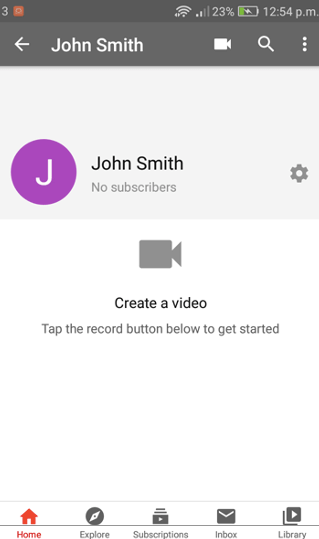 3 23% 12:54 p.m.
John Smith
J
John Smith
No subscribers
Create a video
Tap the record button below to get started
Home Explore Subscriptions Inbox Library